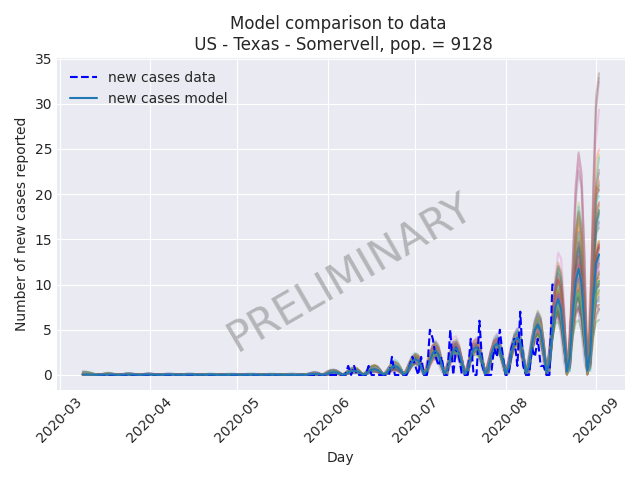 Model comparison to data
US - Texas - Somervell, pop. = 9128
35
new cases data
new cases model
30
25
20
15
10
5
0
Number of new cases reported
PRELIMINARY
2020-03
2020-04
2020-05
2020-06
2020-07
2020-08
2020-09
Day